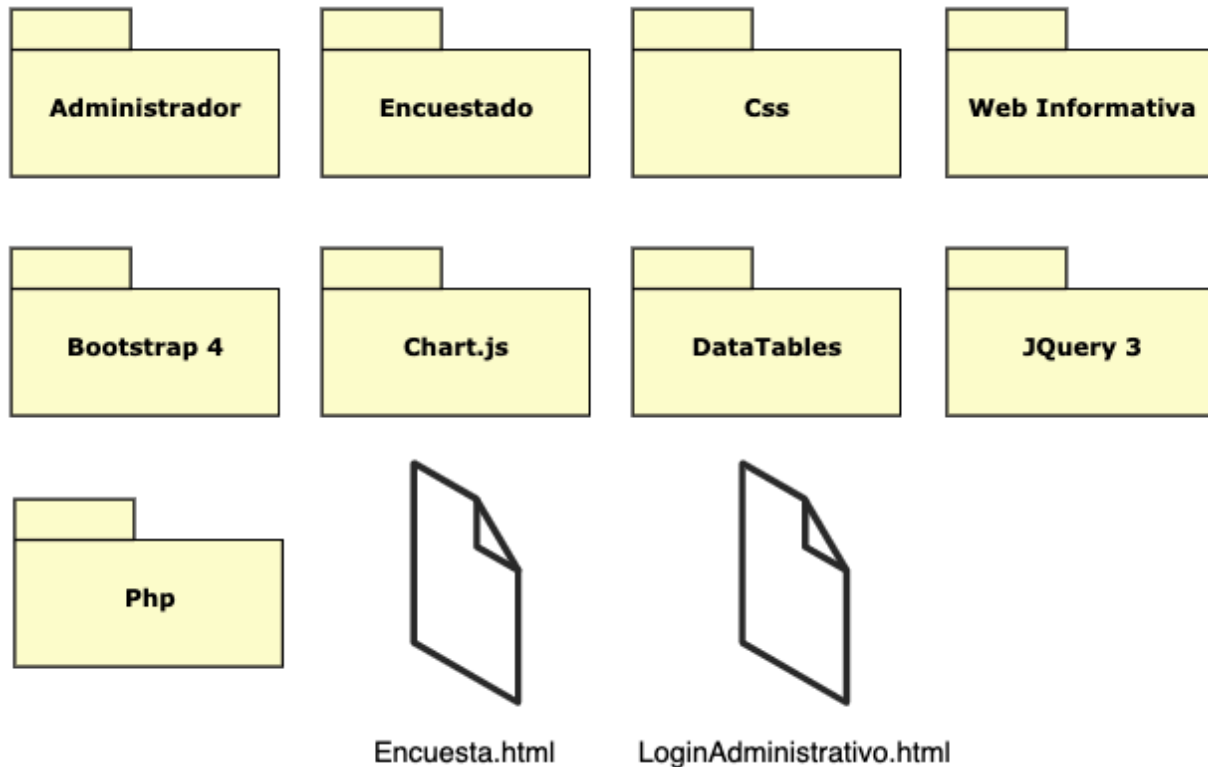 Administrador
Encuestado
Css
Web Informativa
Bootstrap 4
Chart.js
DataTables
JQuery 3
Php
Encuesta.html
LoginAdministrativo.html